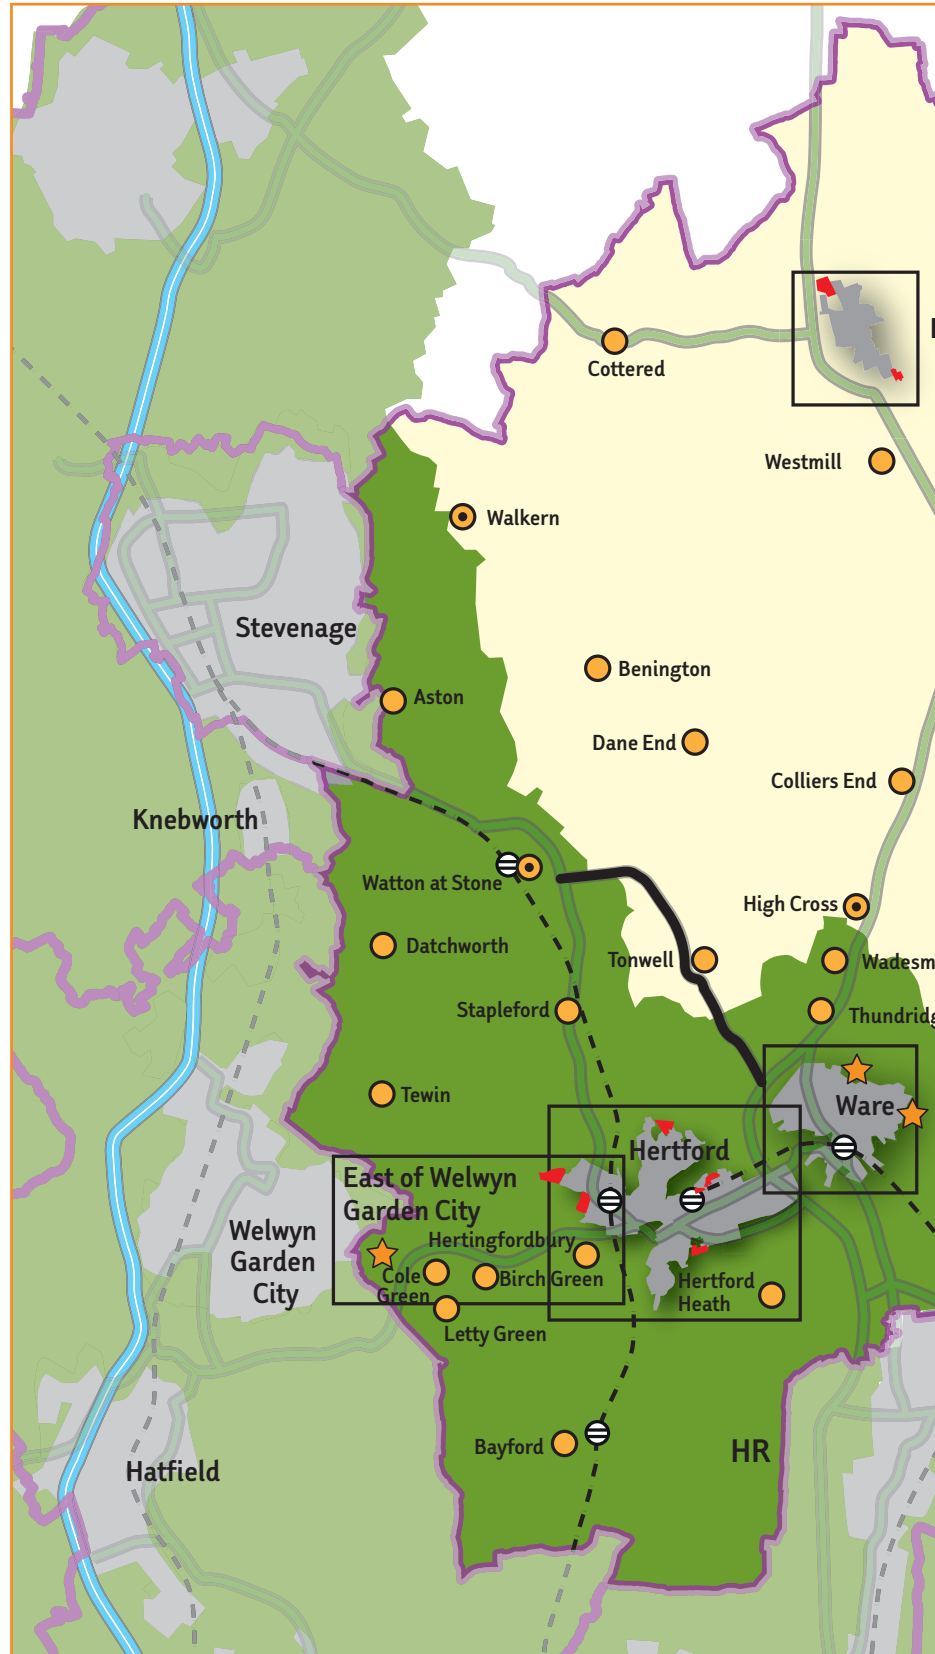 Cottered
Westmill
Walkern
Stevenage
Benington
Aston
Dane End
Colliers End
Knebworth
Watton at Stone
High Cross
Datchworth
Tonwell
Wadesm
Stapleford
Thundridg
Tewin
Ware
Hertford
East of Welwyn
Garden City
Welwyn
Garden
City
Hertingfordbury
Cole
Green
Birch Green
Hertford
Heath
Letty Green
Bayford
HR
Hatfield